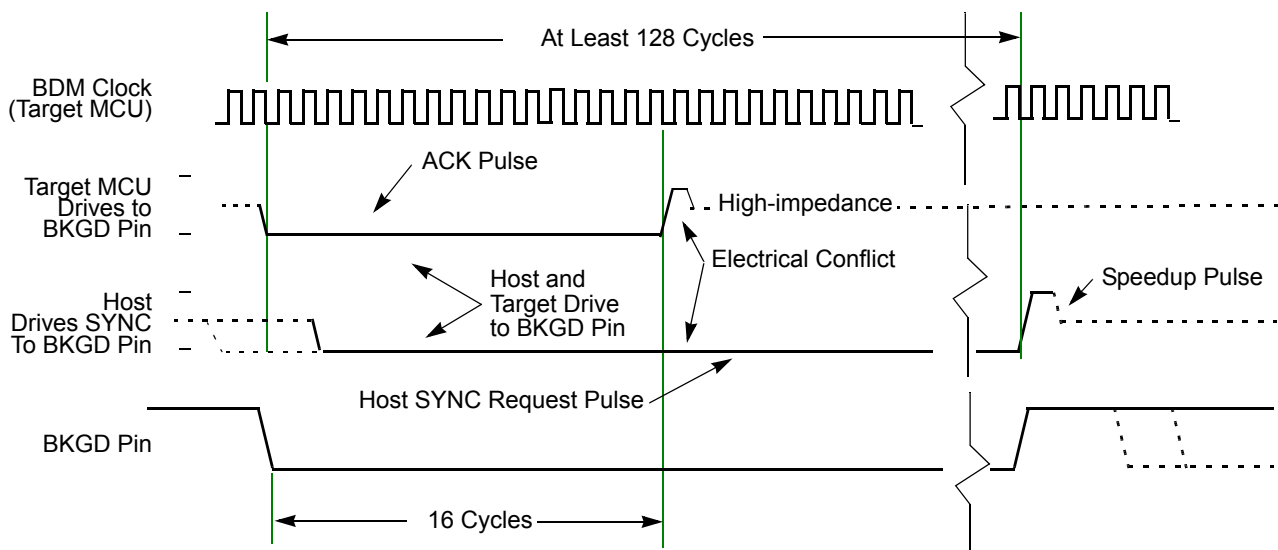 At Least 128 Cycles
BDM Clock
(Target MCU)
ACK Pulse
Target MCU
Drives to
BKGD Pin
High-impedance
Electrical Conflict
Host and
Target Drive
to BKGD Pin
Speedup Pulse
Host
Drives SYNC
To BKGD Pin
Host SYNC Request Pulse
BKGD Pin
16 Cycles